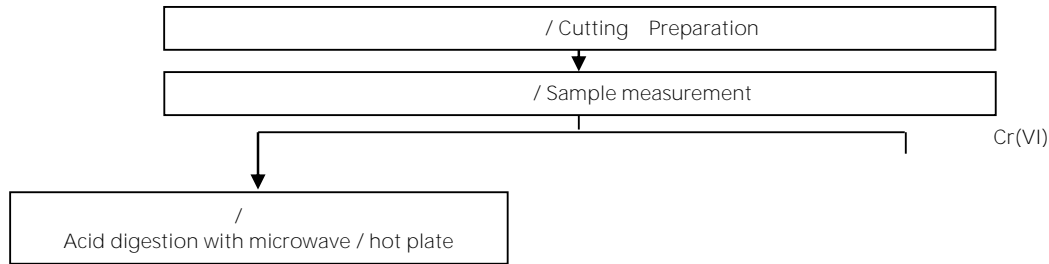 / Cutting Preparation
/ Sample measurement
Cr(VI)
/
Acid digestion with microwave / hot plate